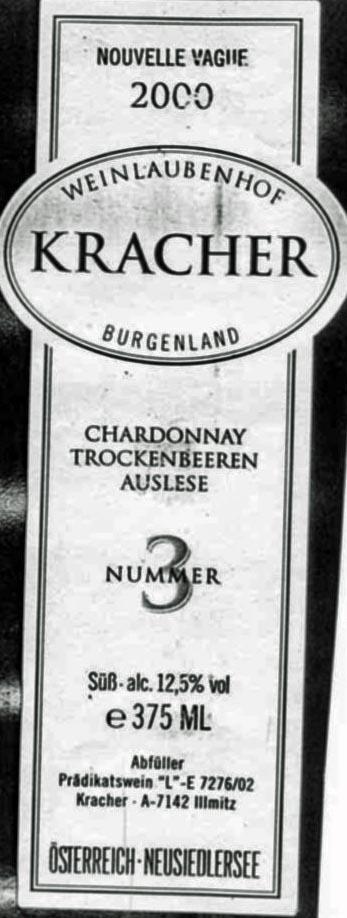 NOUVELLE VAGUE
2000
WEINLAUBENHOF
KRACHER
BURGENLAND
CHARDONNAY
TROCKENBEEREN
AUSLESE
3
NUMMER
Süß - alc. 12,5% vol
e 375 ML
Abfüller
Prädikatswein "L"-E 7276/02
Kracher - A-7142 Illmitz
ÖSTERREICH · NEUSIEDLERSEE